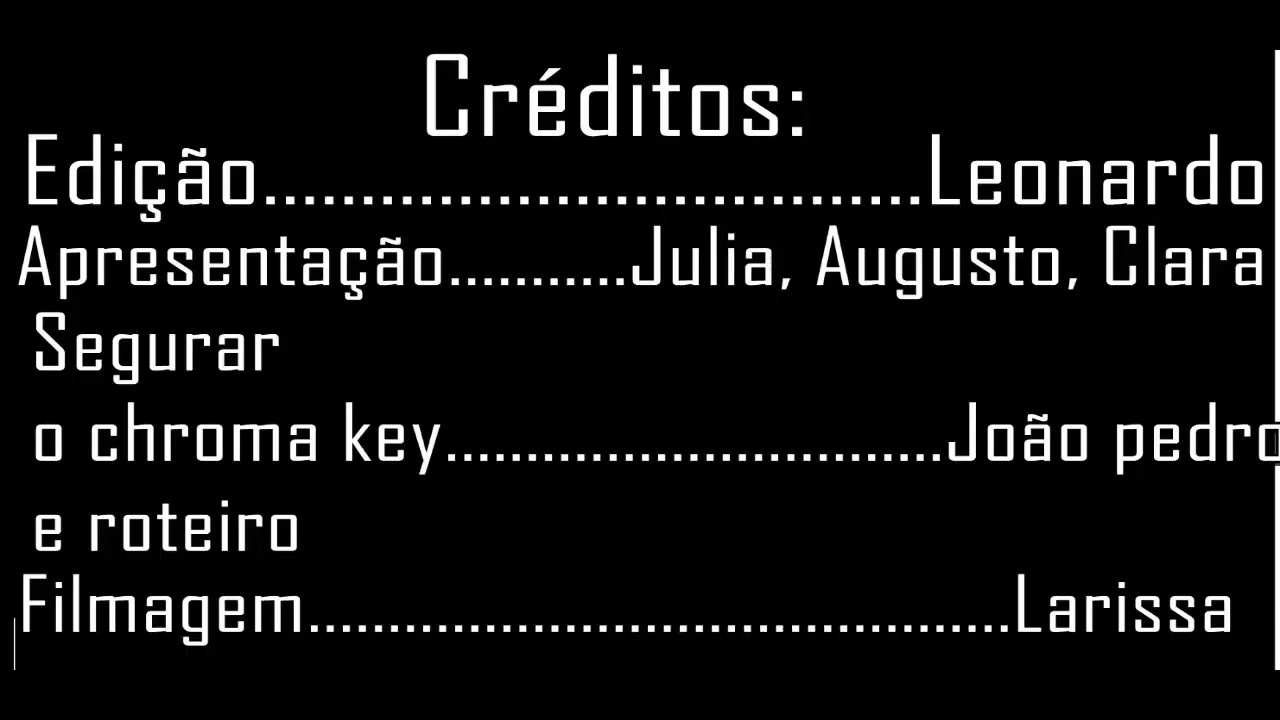 Créditos:
Edição..................................Leonardo
Apresentação...........Julia, Augusto, Clara
Segurar
o chroma key..............................João pedro
e roteiro
Filmagem............................................Larissa